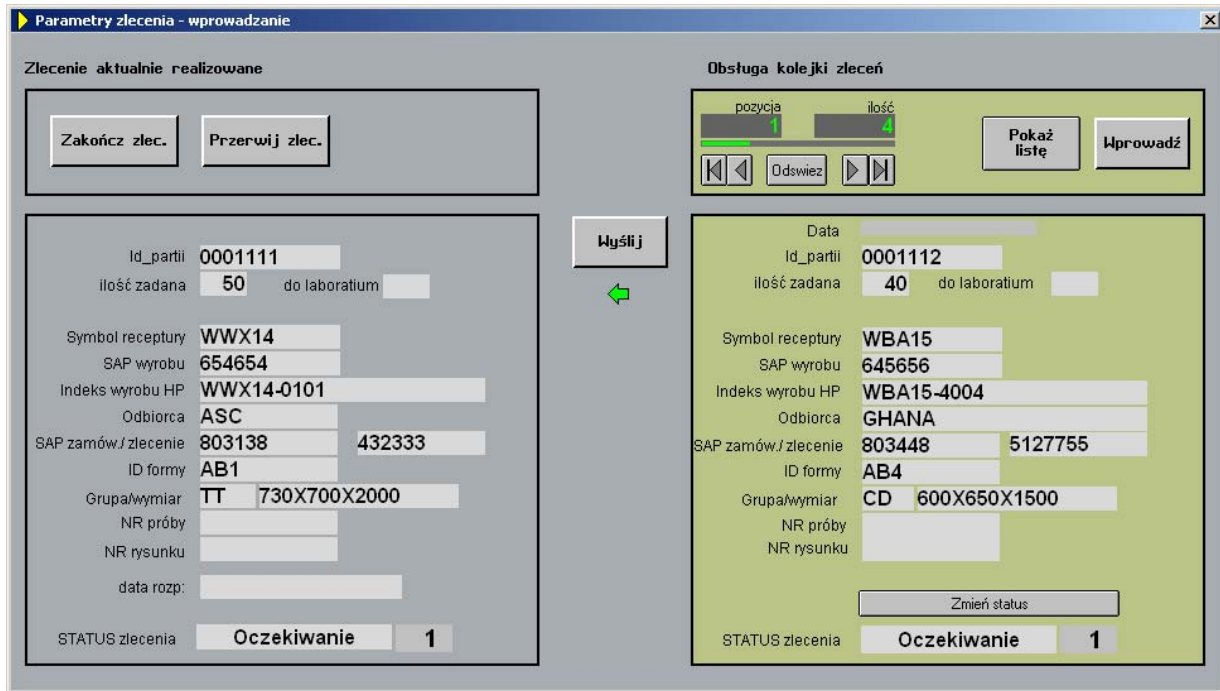 Parametry zlecenia - wprowadzanie
Zlecenie aktualnie realizowane
Zakończ zlec.
Przerwij zlec.
Id_partii 0001111
ilość zadana 50 do laboratium
Symbol receptury WWX14
SAP wyrobu 654654
Indeks wyrobu HP WWX14-0101
Odbiorca ASC
SAP zamów./ zlecenie 803138 432333
ID formy AB1
Grupa/wymiar TT 730X700X2000
NR próby
NR rysunku
data rozp:
STATUS zlecenia Oczekiwanie 1
Wyślij
Obsługa kolejki zleceń
pozycja ilość
1 4
Odswiez
Pokaż
listę
Wprowadź
Data
Id_partii 0001112
ilość zadana 40 do laboratium
Symbol receptury WBA15
SAP wyrobu 645656
Indeks wyrobu HP WBA15-4004
Odbiorca GHANA
SAP zamów./ zlecenie 803448 5127755
ID formy AB4
Grupa/wymiar CD 600X650X1500
NR próby
NR rysunku
Zmień status
STATUS zlecenia Oczekiwanie 1